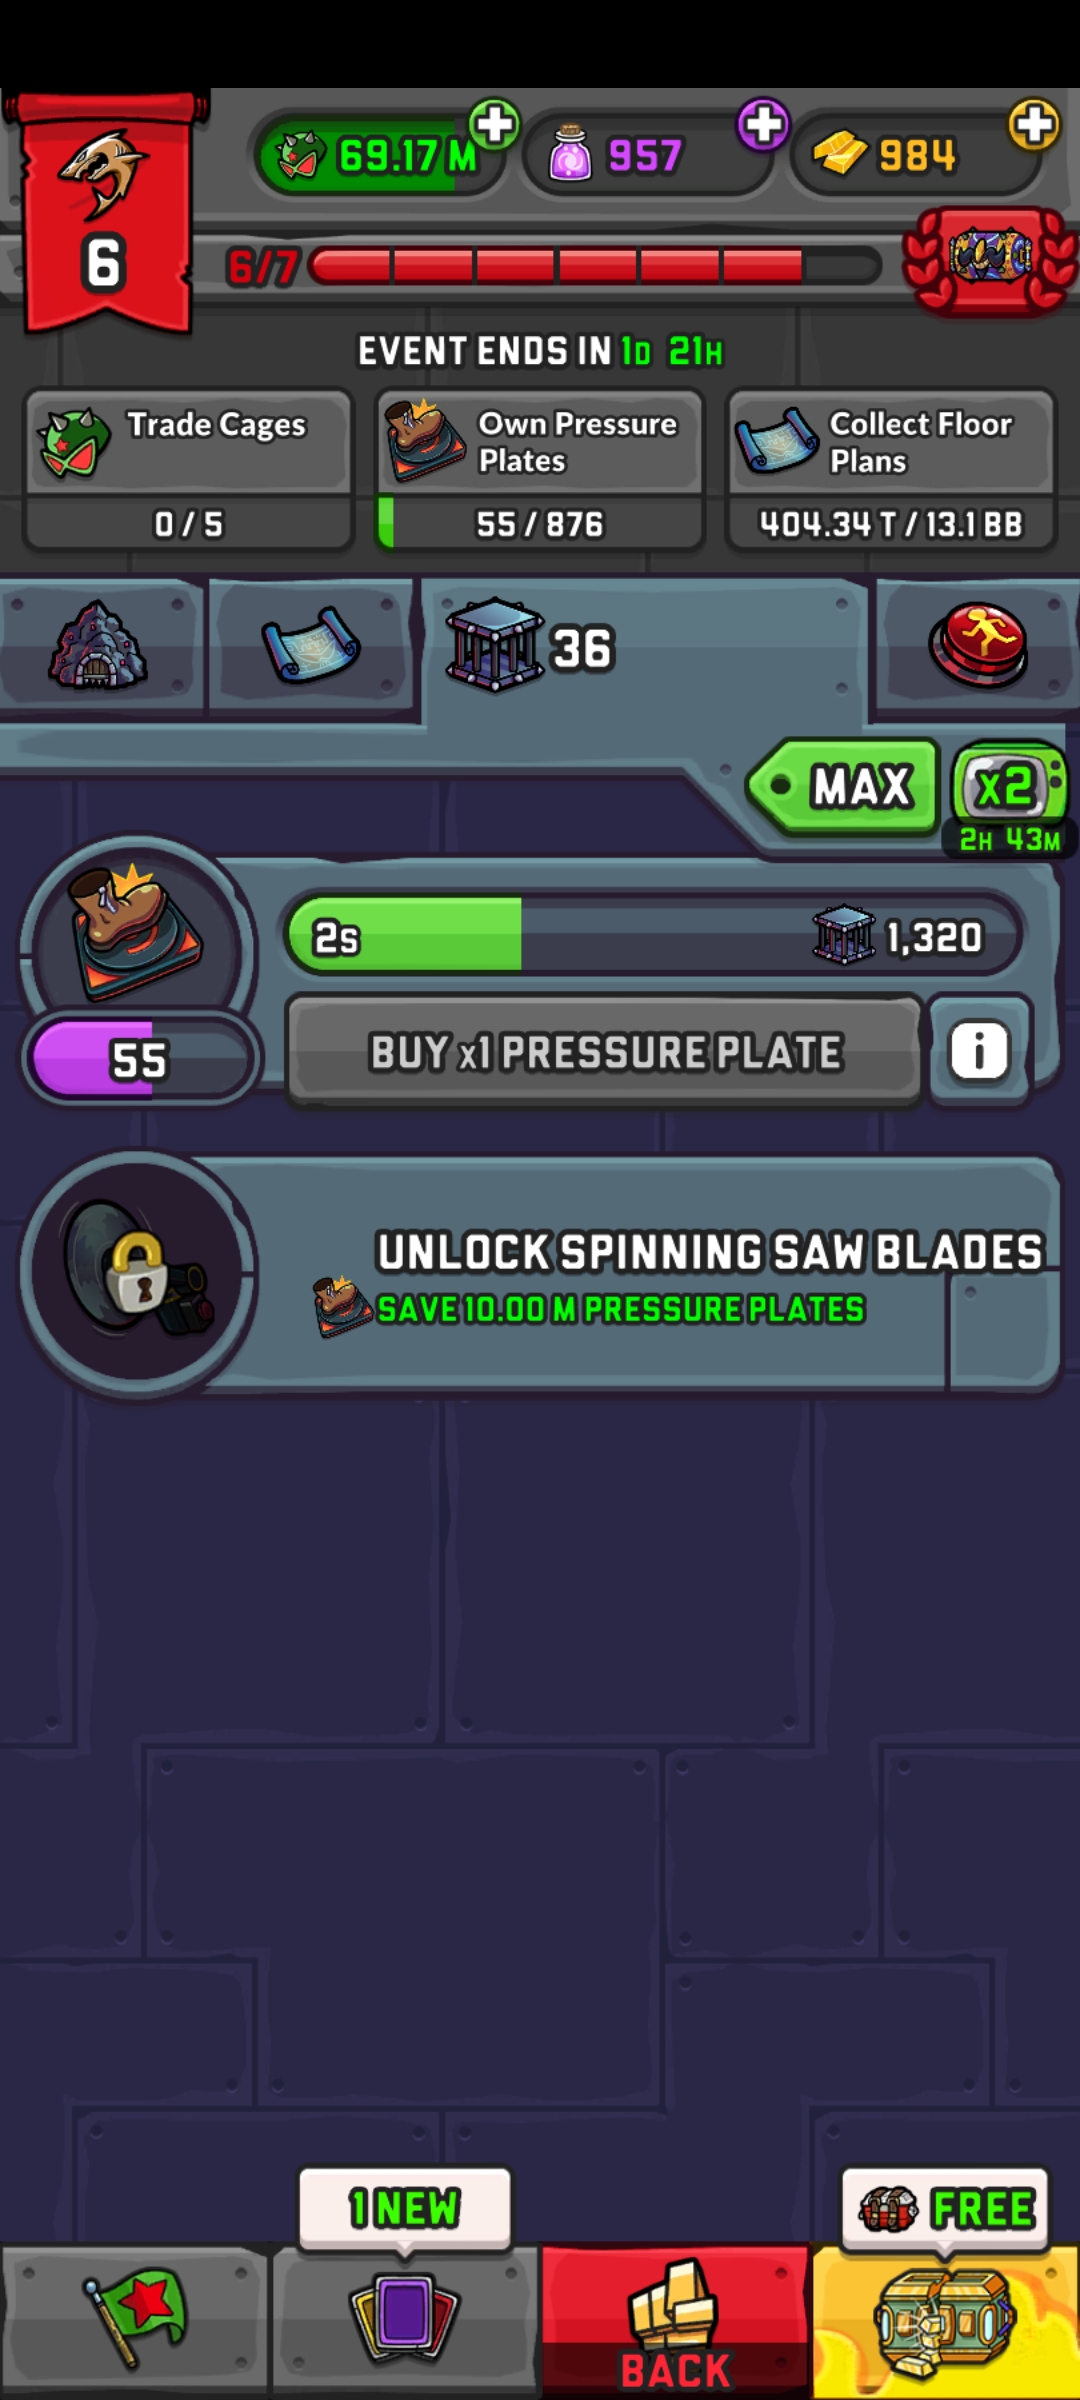 69.17 M
957
984
6
6/7
EVENT ENDS IN 1D 21H
Trade Cages
0 / 5
Own Pressure
Plates
55 / 876
Collect Floor
Plans
404.34 T / 13.1 BB
36
MAX
x2
2H 43M
2s
1,320
55
BUY x1 PRESSURE PLATE
i
UNLOCK SPINNING SAW BLADES
SAVE 10.00 M PRESSURE PLATES
1 NEW
FREE
BACK